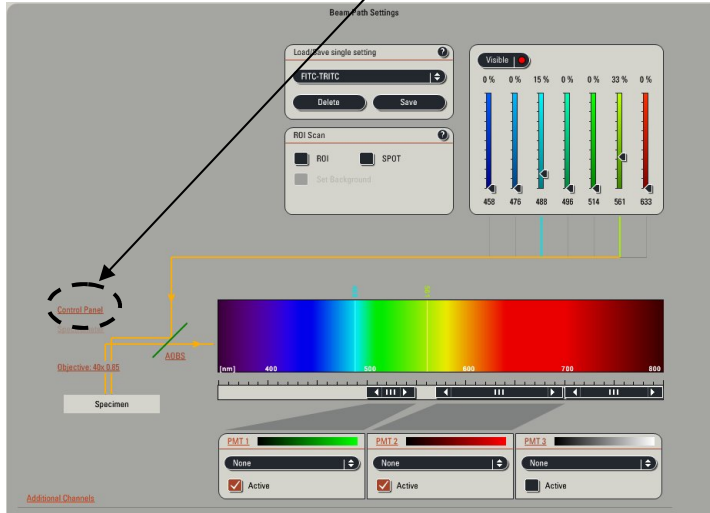 Beam Path Settings
Load/Save single setting ?
FITC-TRITC
Delete Save
ROI Scan ?
ROI SPOT
Set Background
Visible
0 % 0 % 15 % 0 % 0 % 33 % 0 %
458 476 488 496 514 561 633
Control Panel
Objective: 40x 0.85
AOBS
Specimen
[nm] 400 500 600 700 800
PMT 1 PMT 2 PMT 3
None None None
Active Active Active
Additional Channels